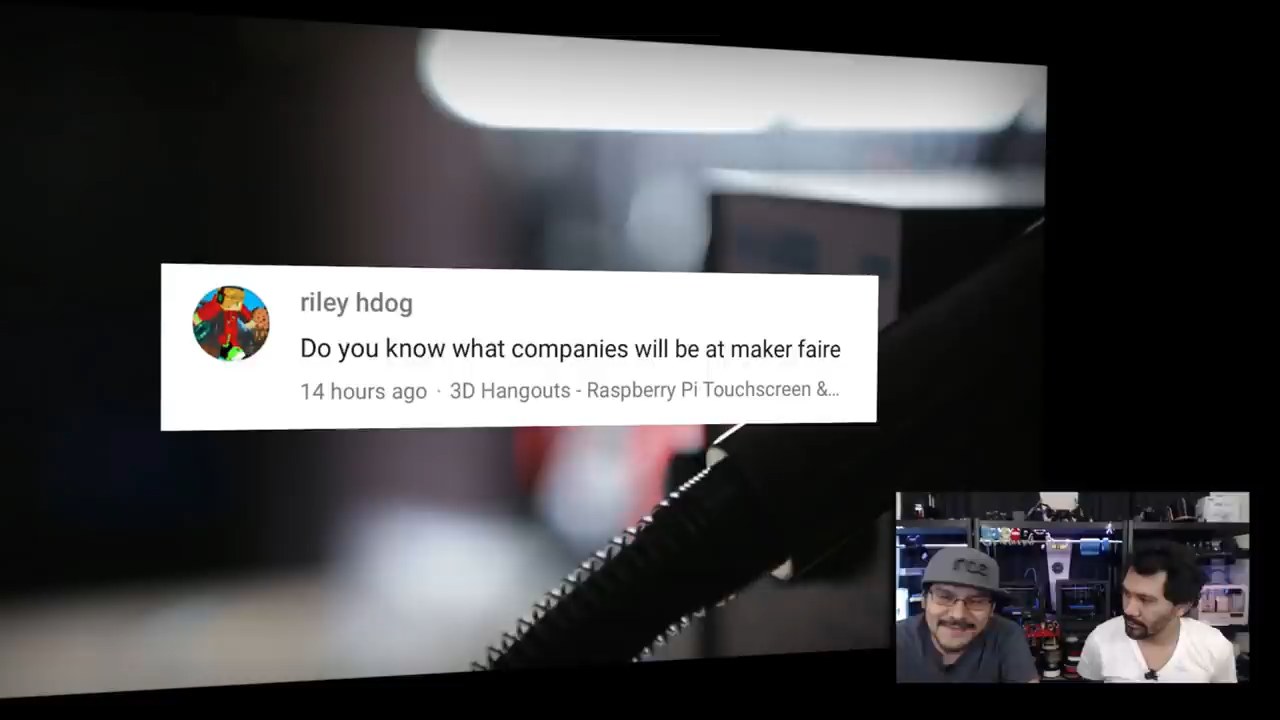 riley hdog
Do you know what companies will be at maker faire
14 hours ago · 3D Hangouts - Raspberry Pi Touchscreen &...